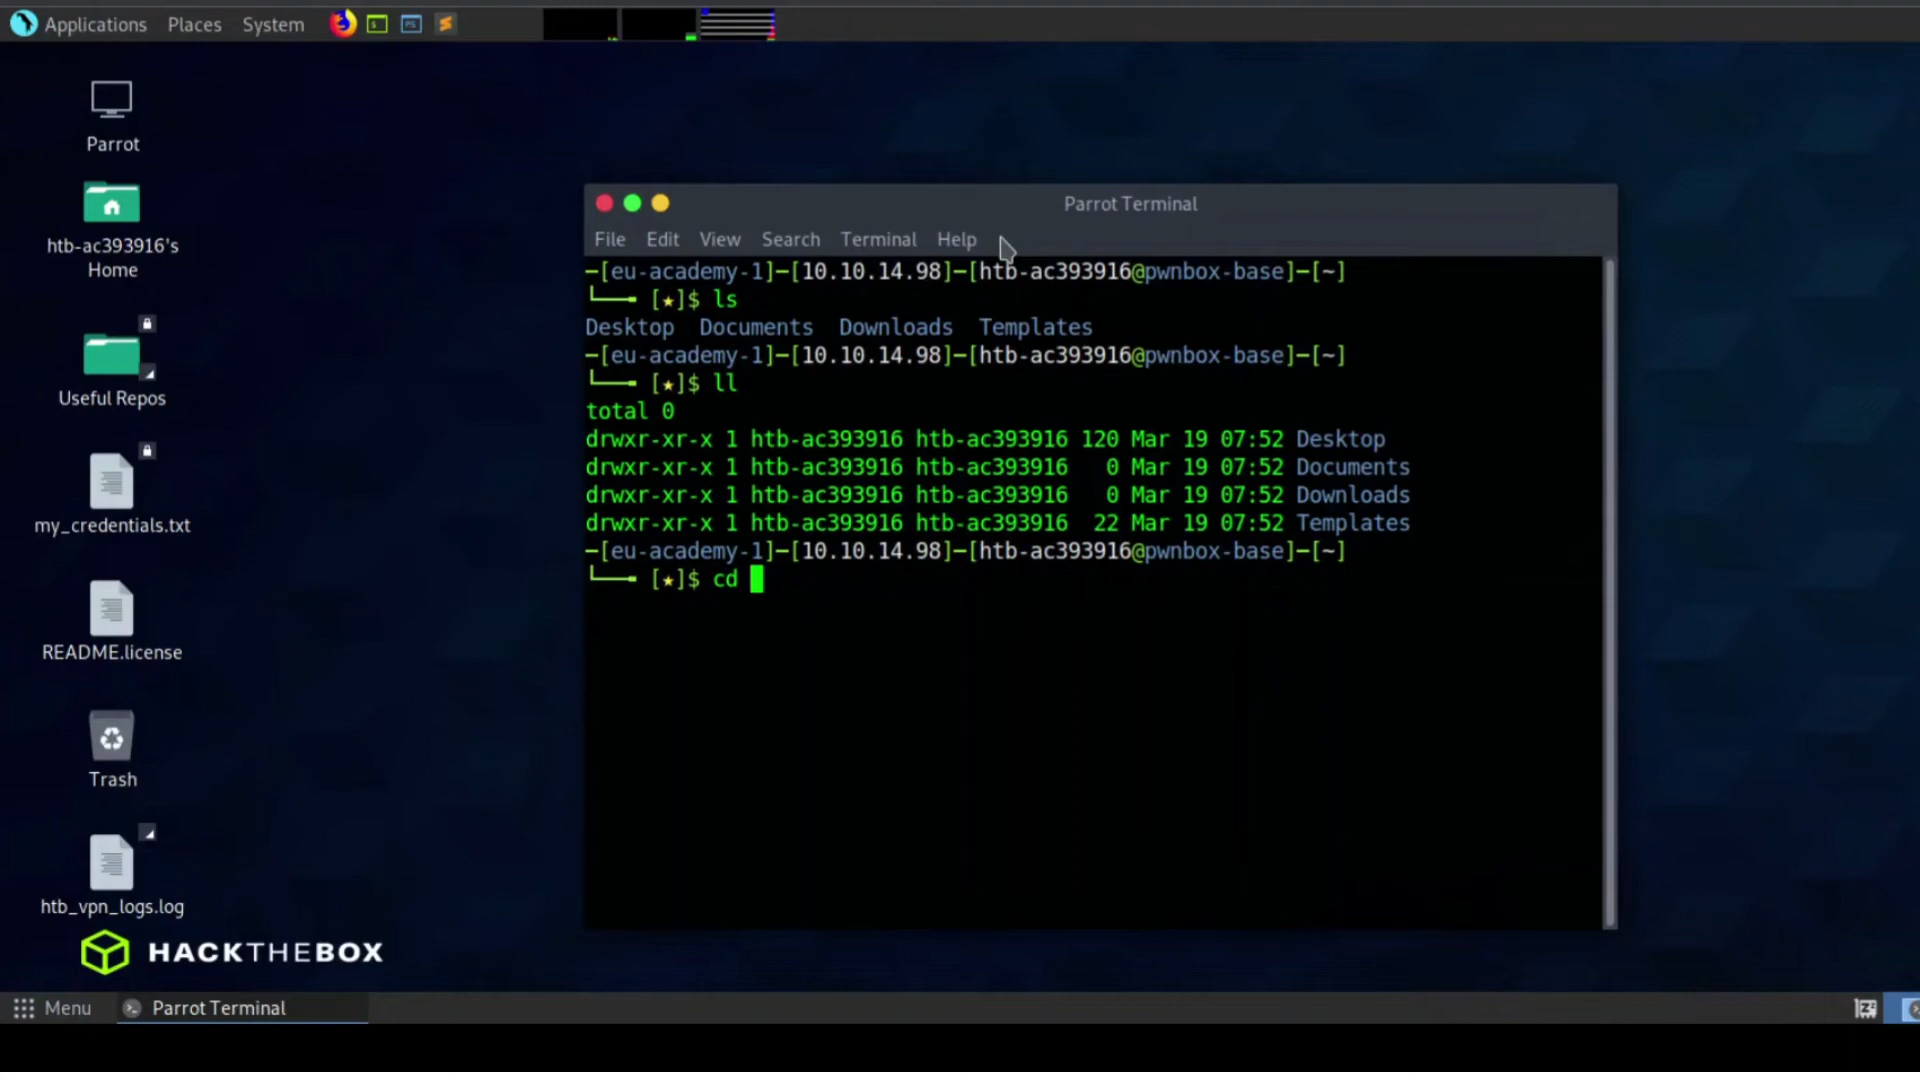 Applications Places System
Parrot
htb-ac393916's
Home
Useful Repos
my_credentials.txt
README.license
Trash
htb_vpn_logs.log
HACKTHEBOX
Parrot Terminal
File Edit View Search Terminal Help
─[eu-academy-1]─[10.10.14.98]─[htb-ac393916@pwnbox-base]─[~]
└──╼ [★]$ ls
Desktop  Documents  Downloads  Templates
─[eu-academy-1]─[10.10.14.98]─[htb-ac393916@pwnbox-base]─[~]
└──╼ [★]$ ll
total 0
drwxr-xr-x 1 htb-ac393916 htb-ac393916 120 Mar 19 07:52 Desktop
drwxr-xr-x 1 htb-ac393916 htb-ac393916   0 Mar 19 07:52 Documents
drwxr-xr-x 1 htb-ac393916 htb-ac393916   0 Mar 19 07:52 Downloads
drwxr-xr-x 1 htb-ac393916 htb-ac393916  22 Mar 19 07:52 Templates
─[eu-academy-1]─[10.10.14.98]─[htb-ac393916@pwnbox-base]─[~]
└──╼ [★]$ cd
Menu Parrot Terminal